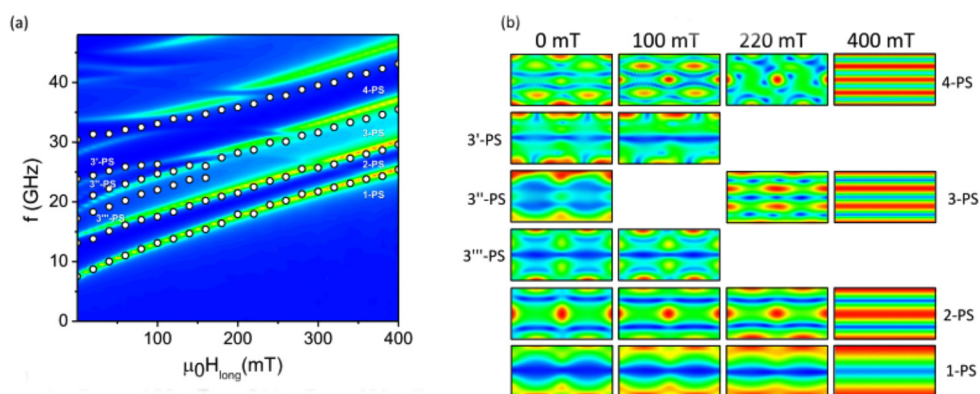 (a)
40
30
20
10
0
f (GHz)
4-PS
3'-PS
3-PS
3''-PS
2-PS
3'''-PS
1-PS
0 100 200 300 400
μ₀H_long(mT)
(b)
0 mT 100 mT 220 mT 400 mT
4-PS
3'-PS
3''-PS 3-PS
3'''-PS
2-PS
1-PS